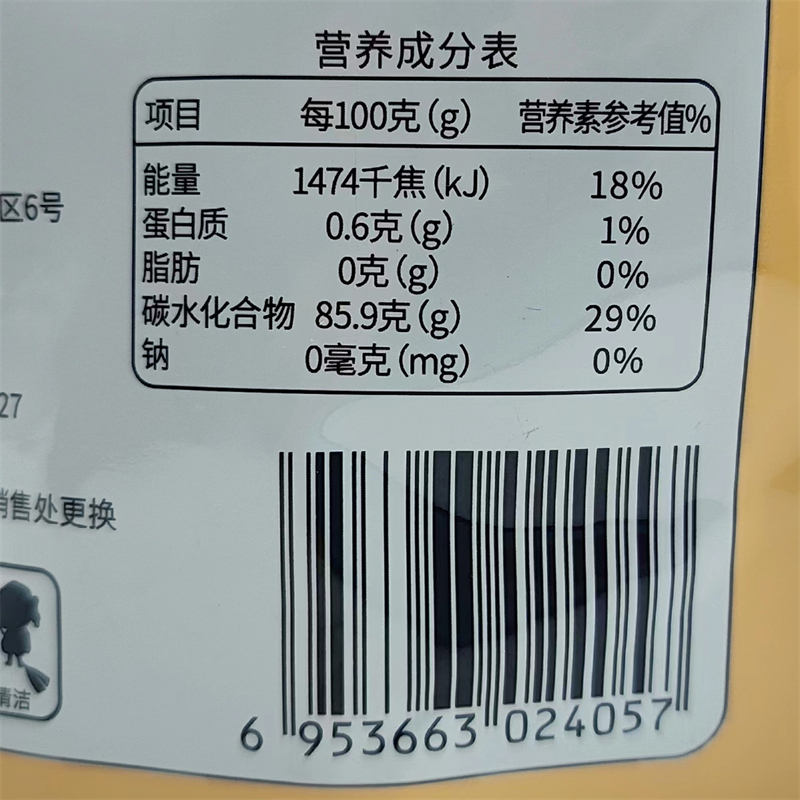 营养成分表
项目 每100克(g) 营养素参考值%
能量 1474千焦(kJ) 18%
蛋白质 0.6克(g) 1%
脂肪 0克(g) 0%
碳水化合物 85.9克(g) 29%
钠 0毫克(mg) 0%
区6号
27
销售处更换
清洁
6 953663 024057